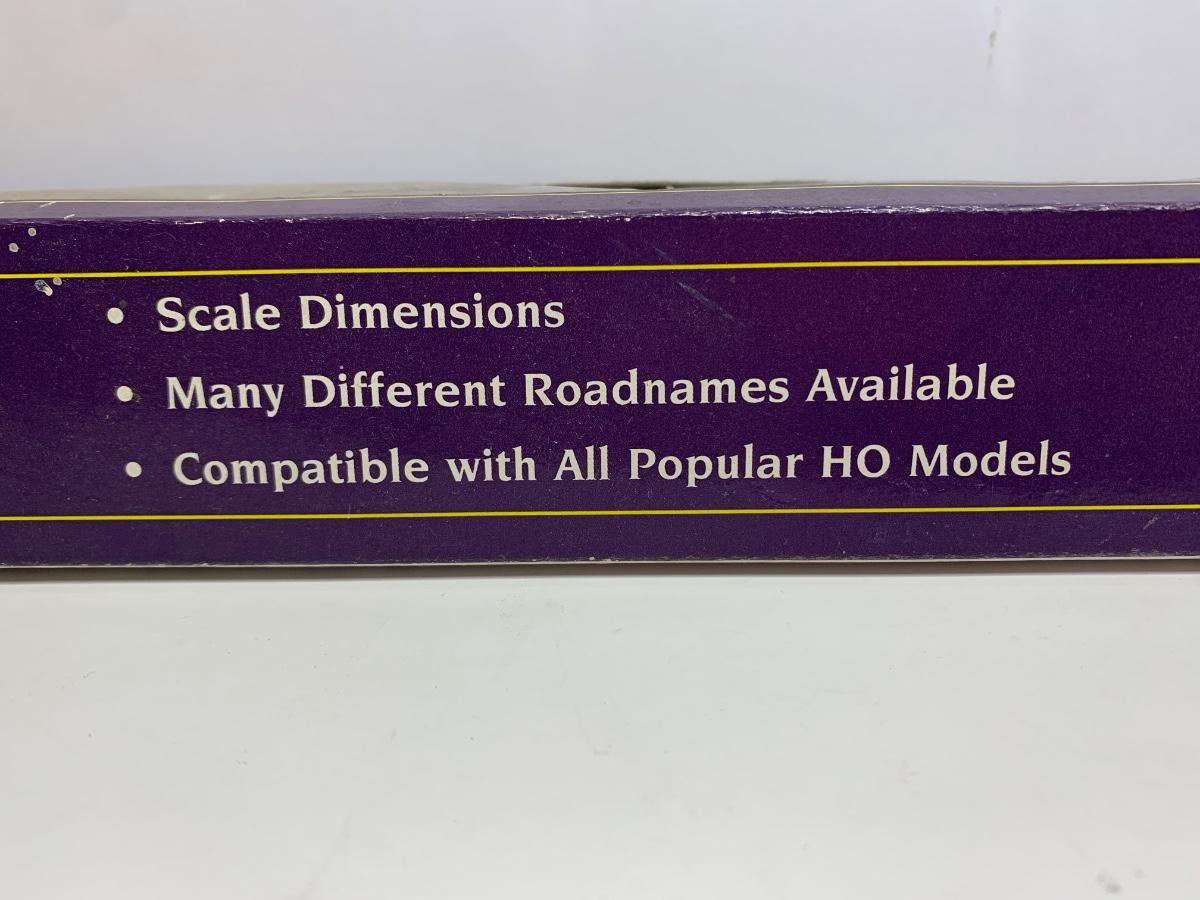 • Scale Dimensions
• Many Different Roadnames Available
• Compatible with All Popular HO Models